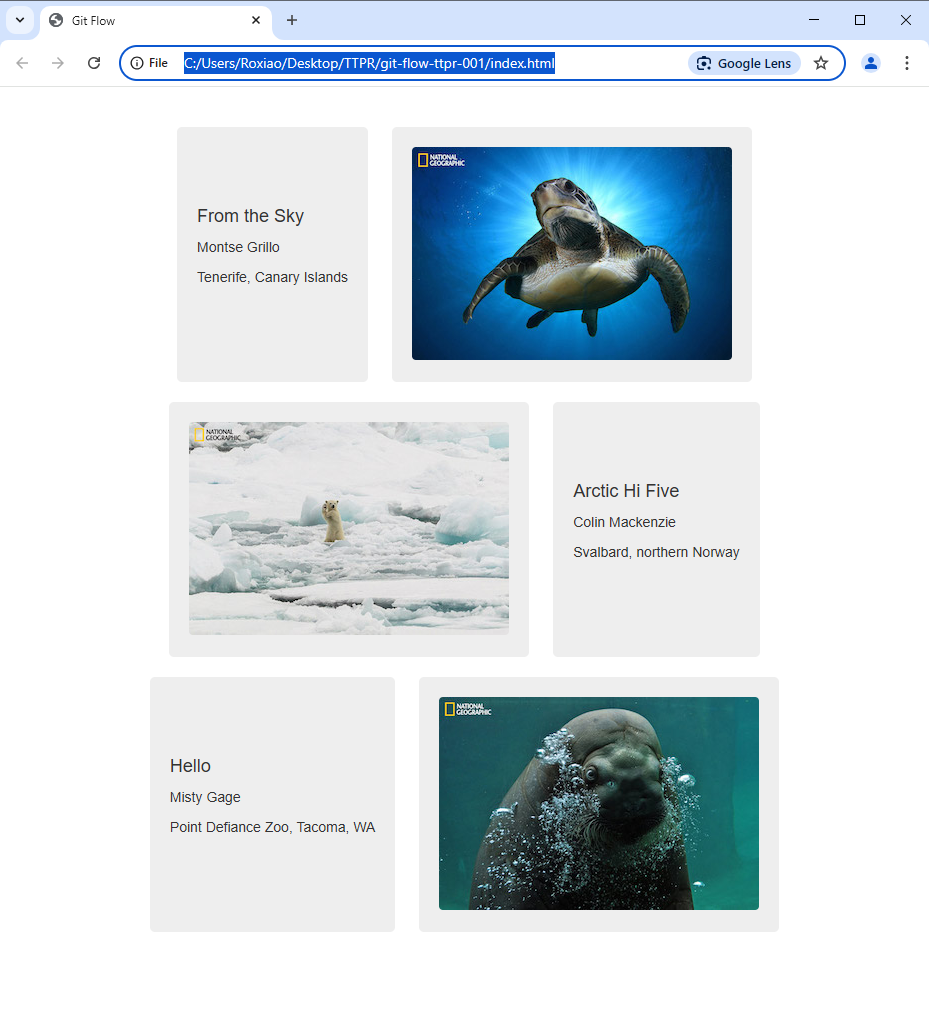 Git Flow
File
C:/Users/Roxiao/Desktop/TTPR/git-flow-ttpr-001/index.html
Google Lens
From the Sky
Montse Grillo
Tenerife, Canary Islands
NATIONAL
GEOGRAPHIC
NATIONAL
GEOGRAPHIC
Arctic Hi Five
Colin Mackenzie
Svalbard, northern Norway
Hello
Misty Gage
Point Defiance Zoo, Tacoma, WA
NATIONAL
GEOGRAPHIC